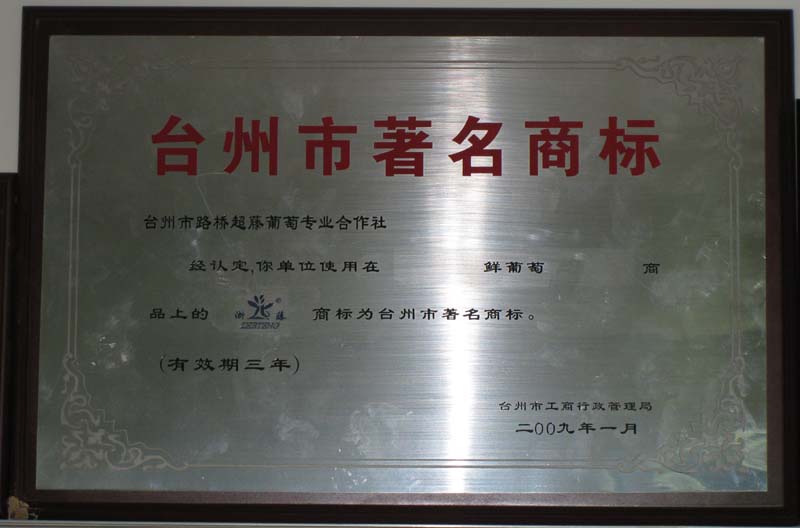 台州市著名商标
台州市路桥超藤葡萄专业合作社
经认定,你单位使用在 鲜葡萄 商
品上的 浙藤® ZHETENG 商标为台州市著名商标。
(有效期三年)
台州市工商行政管理局
二00九年一月